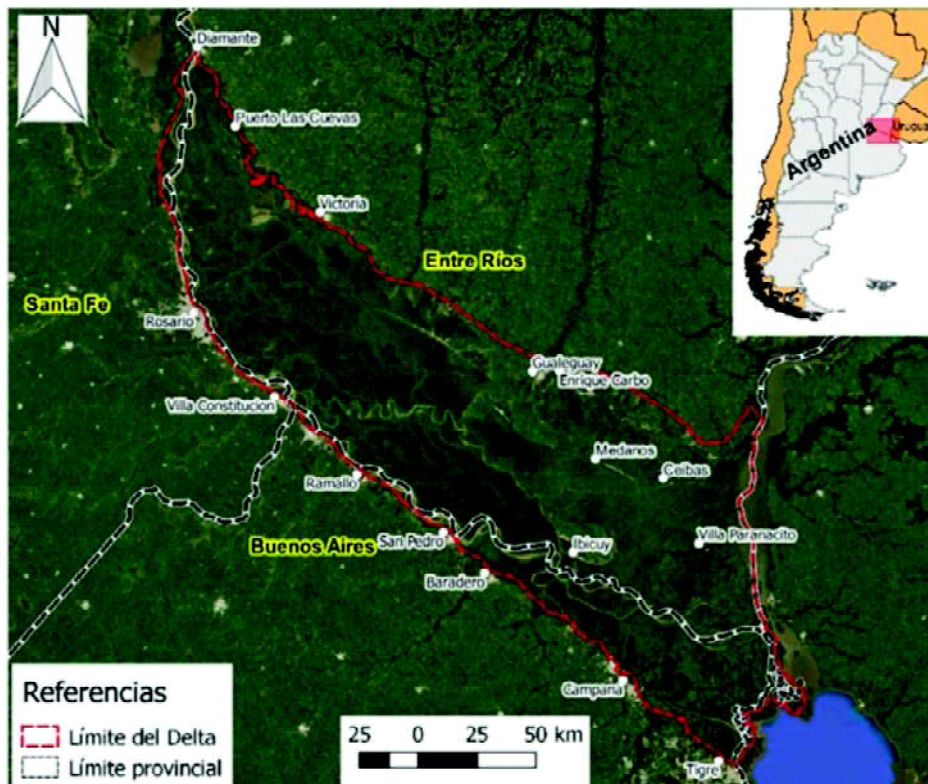 N
Diamante
Puerto Las Cuevas
Victoria
Entre Ríos
Santa Fe
Rosario
Gualeguay
Enrique Carbo
Villa Constitucion
Medanos
Ceibas
Ramallo
Buenos Aires
San Pedro
Ibicuy
Villa Paranacito
Baradero
Campana
Tigre
Argentina
Urugua
Referencias
Límite del Delta
Límite provincial
25 0 25 50 km